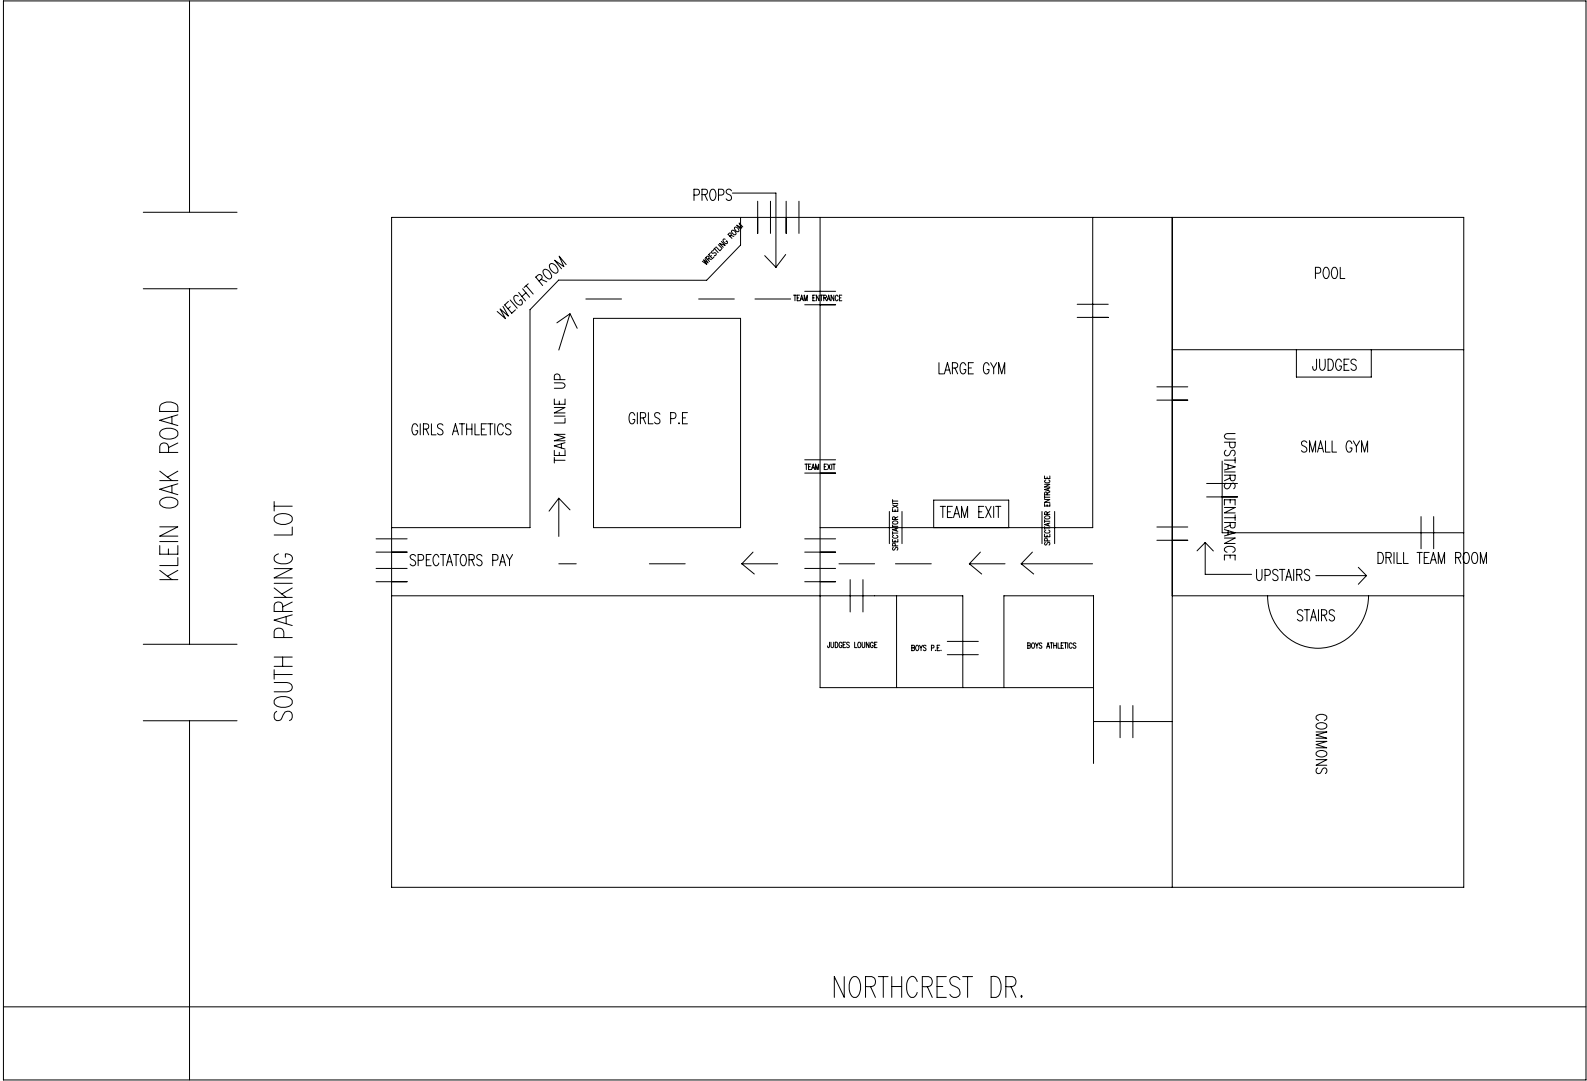 PROPS
WRESTLING ROOM
WEIGHT ROOM
TEAM ENTRANCE
POOL
JUDGES
LARGE GYM
GIRLS P.E
GIRLS ATHLETICS
TEAM LINE UP
KLEIN OAK ROAD
SOUTH PARKING LOT
SMALL GYM
UPSTAIRS ENTRANCE
TEAM EXIT
SPECTATOR EXIT
TEAM EXIT
SPECTATOR ENTRANCE
SPECTATORS PAY
DRILL TEAM ROOM
UPSTAIRS
STAIRS
JUDGES LOUNGE
BOYS P.E.
BOYS ATHLETICS
COMMONS
NORTHCREST DR.